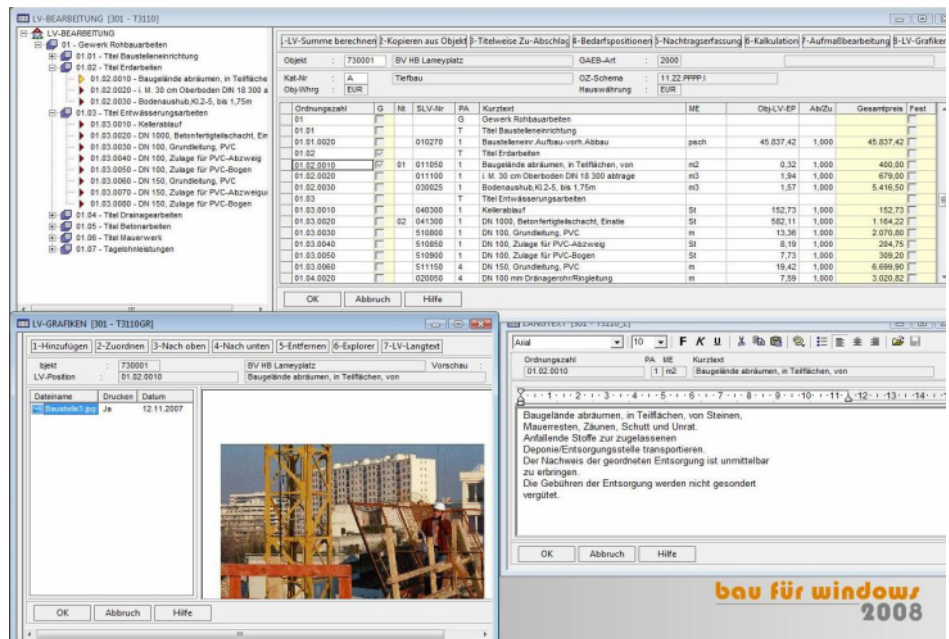 LV-BEARBEITUNG [301 - T3110]
LV-BEARBEITUNG
01 - Gewerk Rohbauarbeiten
01.01 - Titel Baustelleneinrichtung
01.02 - Titel Erdarbeiten
01.02.0010 - Baugelände abräumen, in Teilfläche
01.02.0020 - i. M. 30 cm Oberboden DIN 18 300 a
01.02.0030 - Bodenaushub,Kl.2-5, bis 1,75m
01.03 - Titel Entwässerungsarbeiten
01.03.0010 - Kellerablauf
01.03.0020 - DN 1000, Betonfertigteilschacht, Ein
01.03.0030 - DN 100, Grundleitung, PVC
01.03.0040 - DN 100, Zulage für PVC-Abzweig
01.03.0050 - DN 100, Zulage für PVC-Bogen
01.03.0060 - DN 150, Grundleitung, PVC
01.03.0070 - DN 150, Zulage für PVC-Abzweigu
01.03.0080 - DN 150, Zulage für PVC-Bogen
01.04 - Titel Drainagearbeiten
01.05 - Titel Betonarbeiten
01.06 - Titel Mauerwerk
01.07 - Tagelohnleistungen
-LV-Summe berechnen 2-Kopieren aus Objekt 3-Titelweise Zu-Abschlag 4-Bedarfspositionen 5-Nachtragserfassung 6-Kalkulation 7-Aufmaßbearbeitung 8-LV-Grafiken
Objekt : 730001 BV HB Lameyplatz GAEB-Art : 2000
Kat-Nr : A Tiefbau OZ-Schema : 11.22.PPPP.I
Obj-Whrg : EUR Hauswährung : EUR
Ordnungszahl G Nt SLV-Nr PA Kurztext ME Obj-LV-EP Ab/Zu Gesamtpreis Fest
01 G Gewerk Rohbauarbeiten
01.01 T Titel Baustelleneinrichtung
01.01.0020 010270 1 Baustelleneinr.Aufbau-vorh.Abbau psch 45.837,42 1,000 45.837,42
01.02 T Titel Erdarbeiten
01.02.0010 01 011050 1 Baugelände abräumen, in Teilflächen, von m2 0,32 1,000 400,00
01.02.0020 011100 1 i. M. 30 cm Oberboden DIN 18 300 abtrage m3 1,94 1,000 679,00
01.02.0030 030025 1 Bodenaushub,Kl.2-5, bis 1,75m m3 1,57 1,000 5.416,50
01.03 T Titel Entwässerungsarbeiten
01.03.0010 040300 1 Kellerablauf St 152,73 1,000 152,73
01.03.0020 02 041300 1 DN 1000, Betonfertigteilschacht, Einstie St 582,11 1,000 1.164,22
01.03.0030 510800 1 DN 100, Grundleitung, PVC m 13,36 1,000 2.070,80
01.03.0040 510850 1 DN 100, Zulage für PVC-Abzweig St 8,19 1,000 204,75
01.03.0050 510900 1 DN 100, Zulage für PVC-Bogen St 7,73 1,000 309,20
01.03.0060 511150 4 DN 150, Grundleitung, PVC m 19,42 1,000 6.699,90
01.04.0020 020050 4 DN 100 mm Dränagerohr/Ringleitung m 7,59 1,000 3.020,82
OK Abbruch Hilfe
LV-GRAFIKEN [301 - T3110GR]
1-Hinzufügen 2-Zuordnen 3-Nach oben 4-Nach unten 5-Entfernen 6-Explorer 7-LV-Langtext
bjekt : 730001 BV HB Lameyplatz Vorschau :
LV-Position : 01.02.0010 Baugelände abräumen, in Teilflächen, von
Dateiname Drucken Datum
Baustelle3.jpg Ja 12.11.2007
OK Abbruch Hilfe
LANGTEXT [301 - T3110_L]
Arial 10 F K U
Ordnungszahl PA ME Kurztext
01.02.0010 1 m2 Baugelände abräumen, in Teilflächen, von
1 2 3 4 5 6 7 8 9 10 11 12 13 14
Baugelände abräumen, in Teilflächen, von Steinen,
Mauerresten, Zäunen, Schutt und Unrat.
Anfallende Stoffe zur zugelassenen
Deponie/Entsorgungsstelle transportieren.
Der Nachweis der geordneten Entsorgung ist unmittelbar
zu erbringen.
Die Gebühren der Entsorgung werden nicht gesondert
vergütet.
OK Abbruch Hilfe
bau für windows
2008